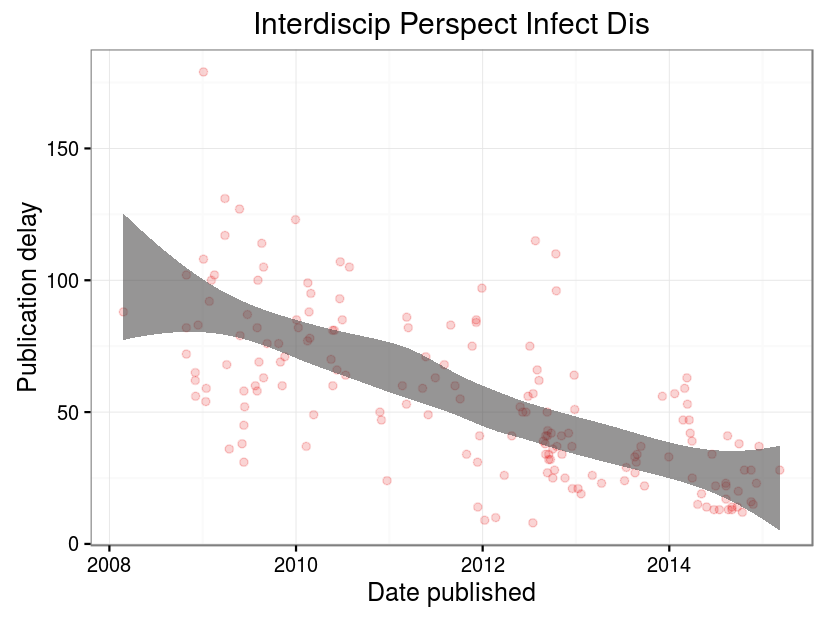 Interdiscip Perspect Infect Dis
Publication delay
150
100
50
0
2008 2010 2012 2014
Date published